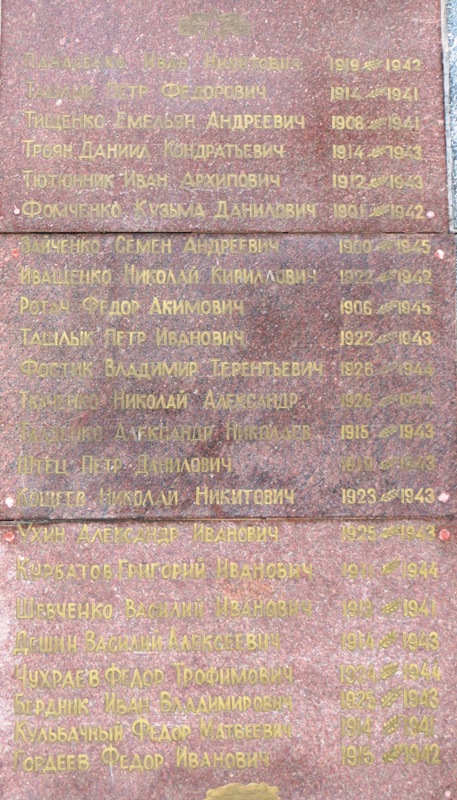 Панасенко Иван Никитович 1919 1942
Ташлык Петр Федорович 1914 1941
Тищенко Емельян Андреевич 1908 1941
Троян Даниил Кондратьевич 1914 1943
Тютюнник Иван Архипович 1912 1943
Фомченко Кузьма Данилович 1901 1942
Зайченко Семен Андреевич 1900 1945
Иващенко Николай Кириллович 1922 1942
Ротач Федор Акимович 1906 1945
Ташлык Петр Иванович 1922 1943
Фостик Владимир Терентьевич 1926 1944
Ткаченко Николай Александр 1926 1944
Александр Николаев 1915 1943
Штец Петр Данилович 1919 1943
Николай Никитович 1923 1943
Ухин Александр Иванович 1925 1943
Курбатов Григорий Иванович 1944
Шевченко Василий Иванович 1941
Дешин Василий Алексеевич 1914 1943
Чухраев Федор Трофимович 1924 1944
Бердник Иван Владимирович 1925 1943
Кульбачный Федор Матвеевич 1914 1941
Гордеев Федор Иванович 1915 1942